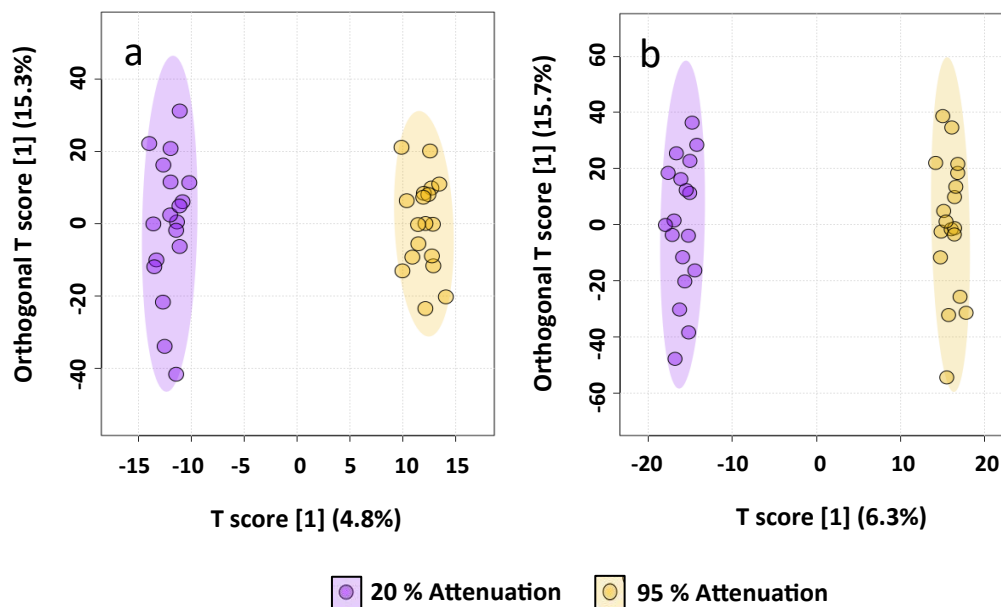 a
Orthogonal T score [1] (15.3%)
40
20
0
-20
-40
-15 -10 -5 0 5 10 15
T score [1] (4.8%)
b
Orthogonal T score [1] (15.7%)
60
40
20
0
-20
-40
-60
-20 -10 0 10 20
T score [1] (6.3%)
20 % Attenuation
95 % Attenuation